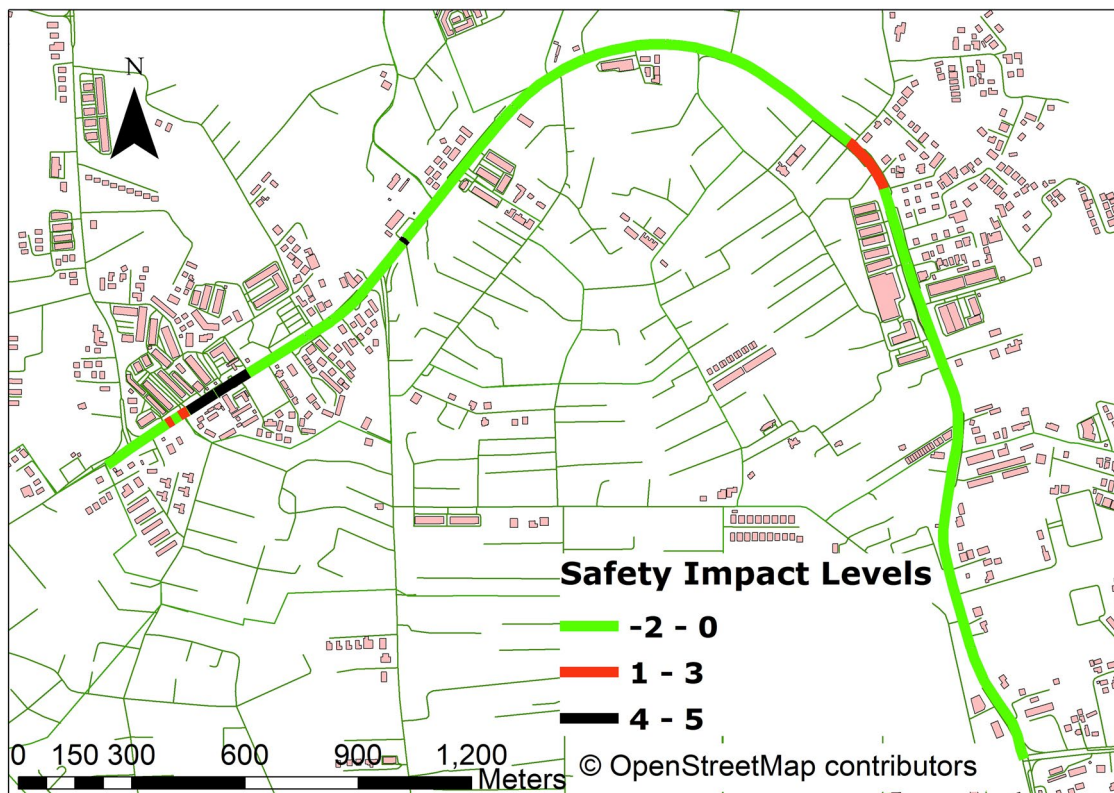 N
Safety Impact Levels
-2 - 0
1 - 3
4 - 5
0 150 300 600 900 1,200
Meters
© OpenStreetMap contributors